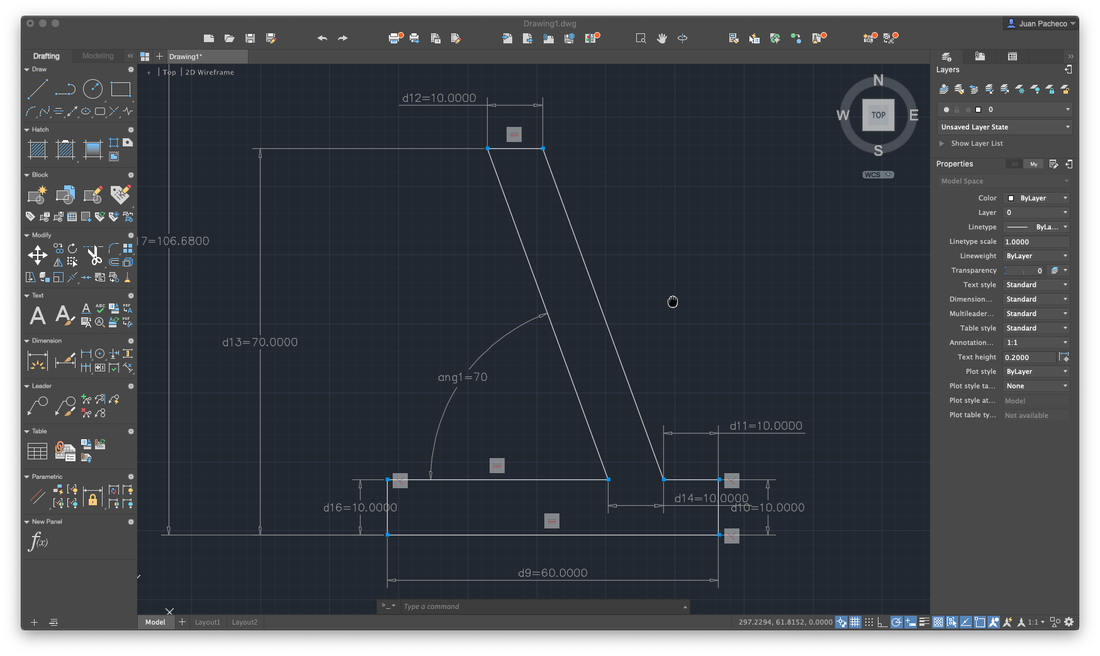 Drawing1.dwg
Juan Pacheco
Drafting
Modeling
Drawing1*
+ | Top | 2D Wireframe
Draw
Hatch
Block
Modify
Text
A
A
Dimension
Leader
Table
Parametric
New Panel
f(x)
d12=10.0000
7=106.6800
d13=70.0000
ang1=70
d11=10.0000
d16=10.0000
d14=10.0000
d10=10.0000
d9=60.0000
N
W
TOP
E
S
WCS
>_ Type a command
Model
Layout1
Layout2
297.2294, 61.8152, 0.0000
1:1
Layers
0
Unsaved Layer State
Show Layer List
Properties
My
Model Space
Color ByLayer
Layer 0
Linetype ByLa...
Linetype scale 1.0000
Lineweight ByLayer
Transparency 0
Text style Standard
Dimension... Standard
Multileader... Standard
Table style Standard
Annotation... 1:1
Text height 0.2000
Plot style ByLayer
Plot style ta... None
Plot style at... Model
Plot table ty... Not available